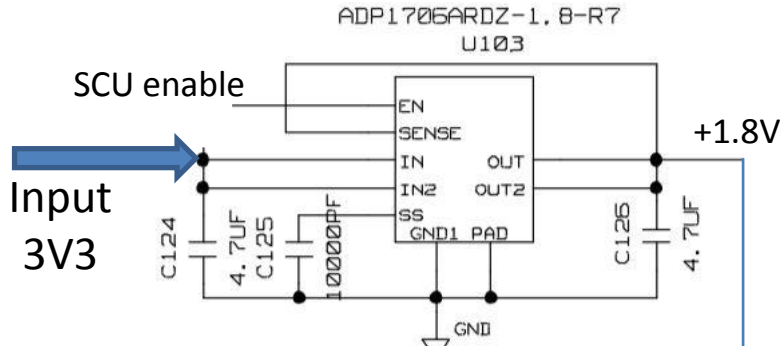 ADP1706ARDZ-1.8-R7
U103
SCU enable
EN
SENSE
+1.8V
IN
OUT
Input
3V3
IN2
OUT2
SS
GND1 PAD
C124
4.7UF
C125
10000PF
C126
4.7UF
GND